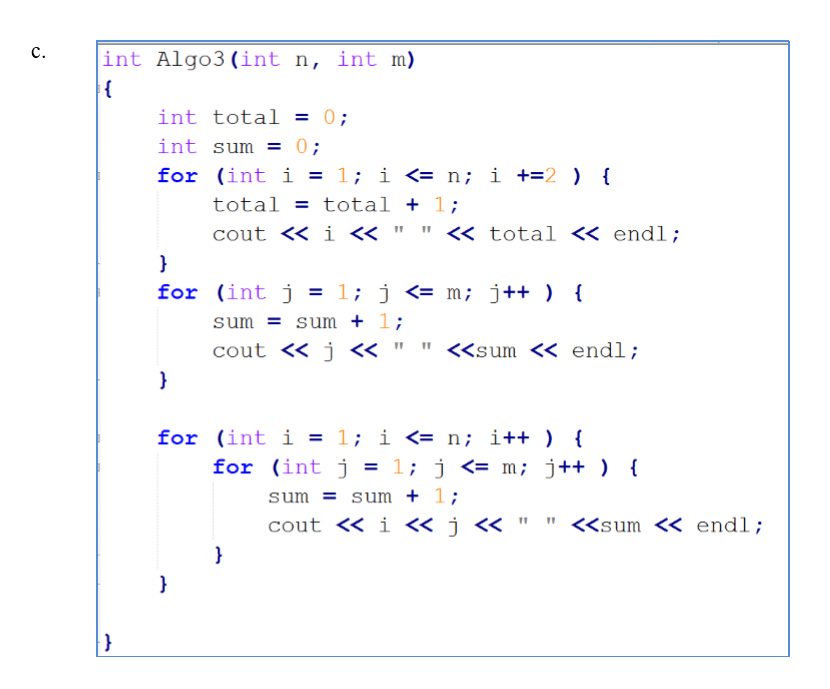 c.
int Algo3(int n, int m)
{
    int total = 0;
    int sum = 0;
    for (int i = 1; i <= n; i +=2 ) {
        total = total + 1;
        cout << i << " " << total << endl;
    }
    for (int j = 1; j <= m; j++ ) {
        sum = sum + 1;
        cout << j << " " <<sum << endl;
    }

    for (int i = 1; i <= n; i++ ) {
        for (int j = 1; j <= m; j++ ) {
            sum = sum + 1;
            cout << i << j << " " <<sum << endl;
        }
    }

}